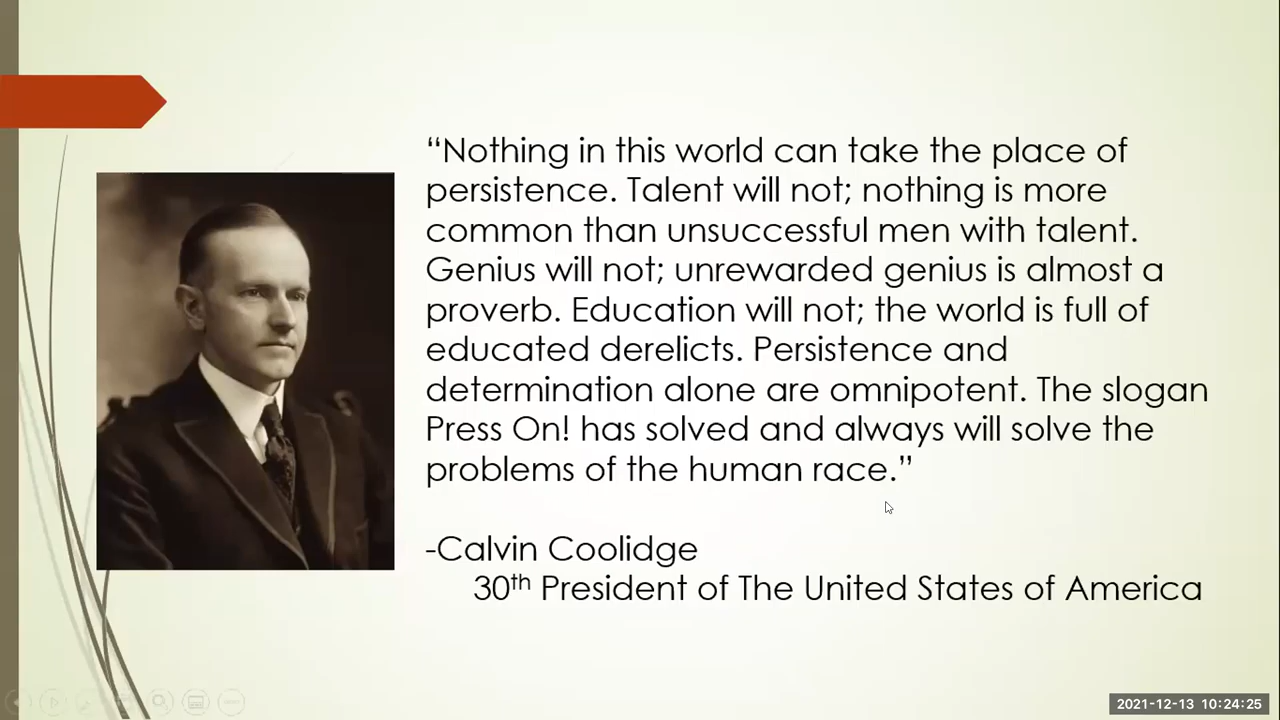 “Nothing in this world can take the place of
persistence. Talent will not; nothing is more
common than unsuccessful men with talent.
Genius will not; unrewarded genius is almost a
proverb. Education will not; the world is full of
educated derelicts. Persistence and
determination alone are omnipotent. The slogan
Press On! has solved and always will solve the
problems of the human race.”
-Calvin Coolidge
30th President of The United States of America
2021-12-13 10:24:25